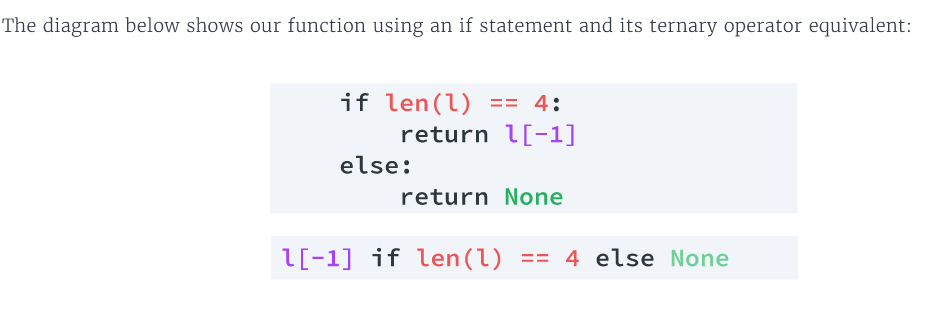 The diagram below shows our function using an if statement and its ternary operator equivalent:
if len(l) == 4:
return l[-1]
else:
return None
l[-1] if len(l) == 4 else None